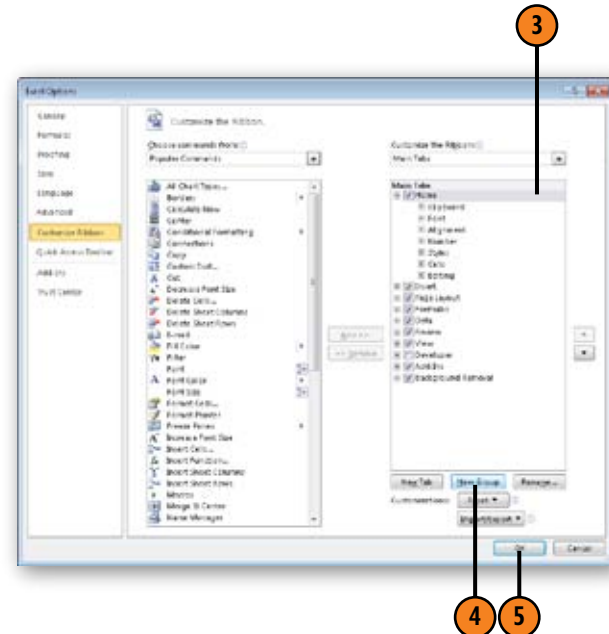 3
Excel Options
General
Formulas
Proofing
Save
Language
Advanced
Customize Ribbon
Quick Access Toolbar
Add-Ins
Trust Center
Customize the Ribbon.
Choose commands from:
Popular Commands
All Chart Types...
Borders
Calculate Now
Center
Conditional Formatting
Connections
Copy
Custom Sort...
Cut
Decrease Font Size
Delete Cells...
Delete Sheet Columns
Delete Sheet Rows
E-mail
Fill Color
Filter
Font
Font Color
Font Size
Format Cells...
Format Painter
Freeze Panes
Increase Font Size
Insert Cells...
Insert Function...
Insert Sheet Columns
Insert Sheet Rows
Macros
Merge & Center
Name Manager
Add >>
<< Remove
Customize the Ribbon:
Main Tabs
Main Tabs
Home
Clipboard
Font
Alignment
Number
Styles
Cells
Editing
Insert
Page Layout
Formulas
Data
Review
View
Developer
Add-Ins
Background Removal
New Tab
New Group
Rename...
Customizations:
Reset
Import/Export
OK
Cancel
4
5